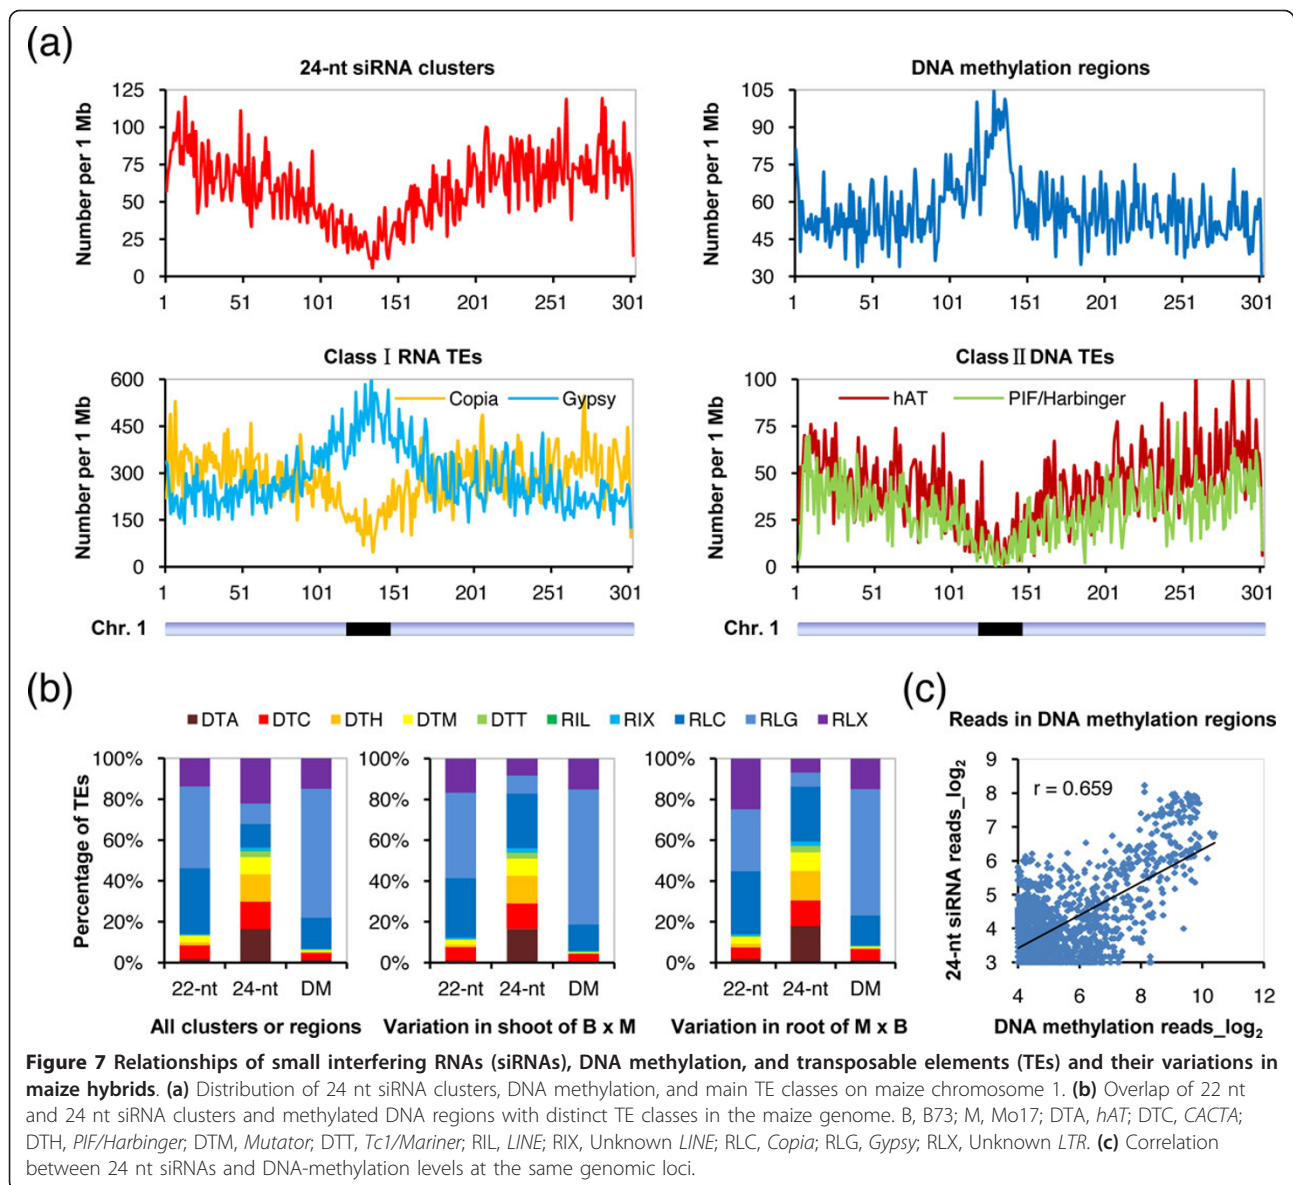 (a)
24-nt siRNA clusters
Number per 1 Mb
125
100
75
50
25
0
1 51 101 151 201 251 301
DNA methylation regions
Number per 1 Mb
105
90
75
60
45
30
1 51 101 151 201 251 301
Class Ⅰ RNA TEs
Copia Gypsy
Number per 1 Mb
600
450
300
150
0
1 51 101 151 201 251 301
Chr. 1
Class Ⅱ DNA TEs
hAT PIF/Harbinger
Number per 1 Mb
100
75
50
25
0
1 51 101 151 201 251 301
Chr. 1
(b)
DTA DTC DTH DTM DTT RIL RIX RLC RLG RLX
Percentage of TEs
100%
80%
60%
40%
20%
0%
22-nt 24-nt DM
All clusters or regions
100%
80%
60%
40%
20%
0%
22-nt 24-nt DM
Variation in shoot of B x M
100%
80%
60%
40%
20%
0%
22-nt 24-nt DM
Variation in root of M x B
(c)
Reads in DNA methylation regions
r = 0.659
24-nt siRNA reads_log2
9
8
7
6
5
4
3
4 6 8 10 12
DNA methylation reads_log2
Figure 7 Relationships of small interfering RNAs (siRNAs), DNA methylation, and transposable elements (TEs) and their variations in
maize hybrids. (a) Distribution of 24 nt siRNA clusters, DNA methylation, and main TE classes on maize chromosome 1. (b) Overlap of 22 nt
and 24 nt siRNA clusters and methylated DNA regions with distinct TE classes in the maize genome. B, B73; M, Mo17; DTA, hAT; DTC, CACTA;
DTH, PIF/Harbinger; DTM, Mutator; DTT, Tc1/Mariner; RIL, LINE; RIX, Unknown LINE; RLC, Copia; RLG, Gypsy; RLX, Unknown LTR. (c) Correlation
between 24 nt siRNAs and DNA-methylation levels at the same genomic loci.